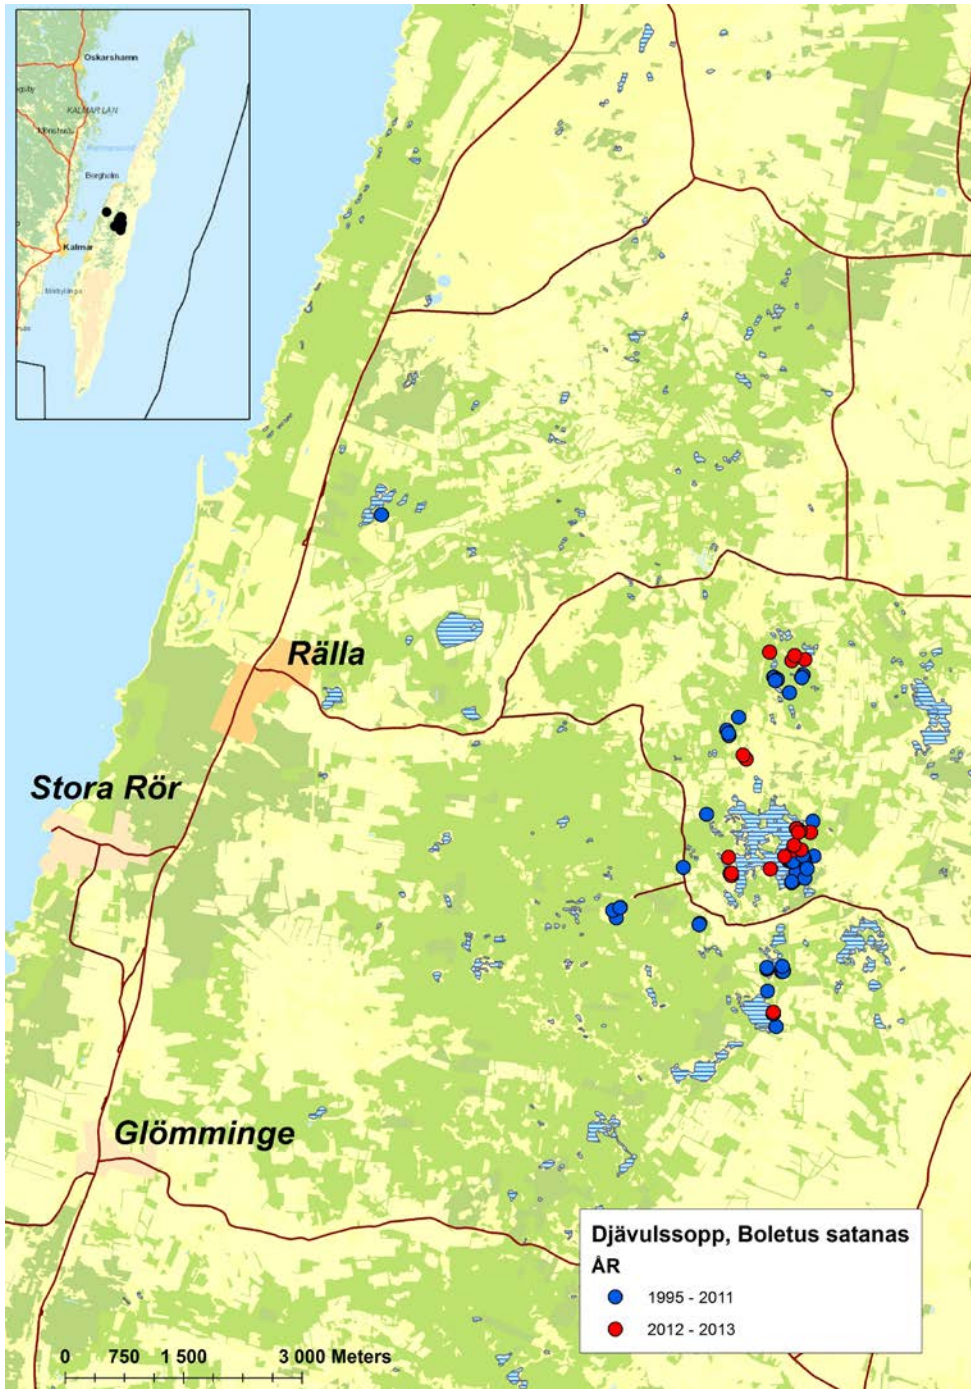 Oskarshamn
KALMAR LÄN
Borgholm
Kalmar
Mörbylånga
Rälla
Stora Rör
Glömminge
Djävulssopp, Boletus satanas
ÅR
1995 - 2011
2012 - 2013
0 750 1 500 3 000 Meters